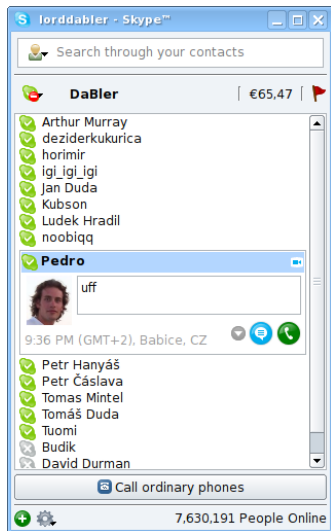 lorddabler - Skype™
Search through your contacts
DaBler
€65,47
Arthur Murray
deziderkukurica
horimir
igi_igi_igi
Jan Duda
Kubson
Ludek Hradil
noobiqq
Pedro
uff
9:36 PM (GMT+2), Babice, CZ
Petr Hanyáš
Petr Čáslava
Tomas Mintel
Tomáš Duda
Tuomi
Budik
David Durman
Call ordinary phones
7,630,191 People Online